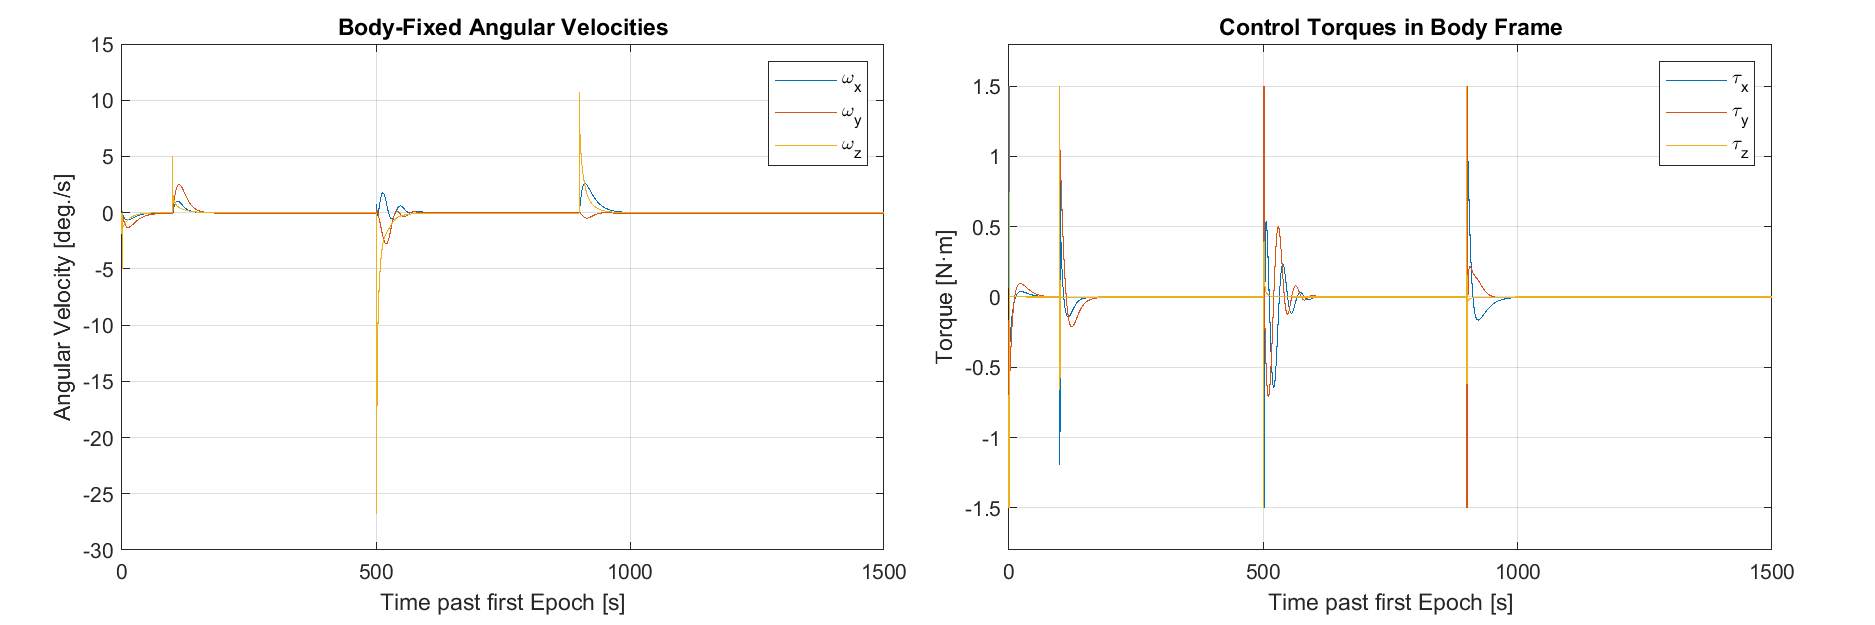 Body-Fixed Angular Velocities
15
10
5
0
-5
-10
-15
-20
-25
-30
Angular Velocity [deg./s]
0
500
1000
1500
Time past first Epoch [s]
ωx
ωy
ωz
Control Torques in Body Frame
1.5
1
0.5
0
-0.5
-1
-1.5
Torque [N·m]
0
500
1000
1500
Time past first Epoch [s]
τx
τy
τz